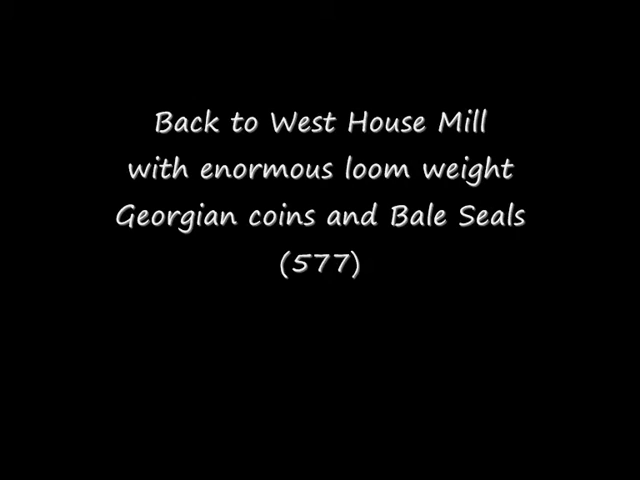 Back to West House Mill
with enormous loom weight
Georgian coins and Bale Seals
(577)